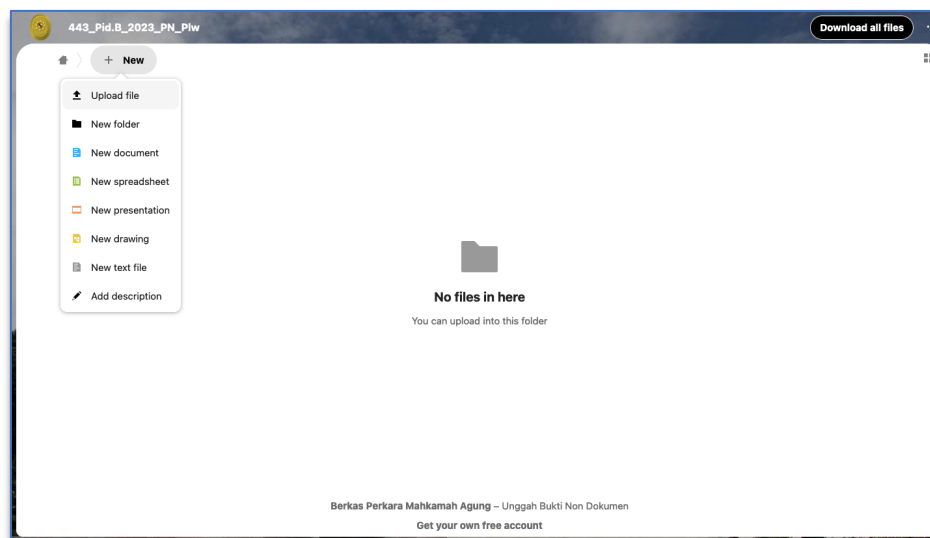 443_Pid.B_2023_PN_Plw
Download all files
+ New
Upload file
New folder
New document
New spreadsheet
New presentation
New drawing
New text file
Add description
No files in here
You can upload into this folder
Berkas Perkara Mahkamah Agung – Unggah Bukti Non Dokumen
Get your own free account